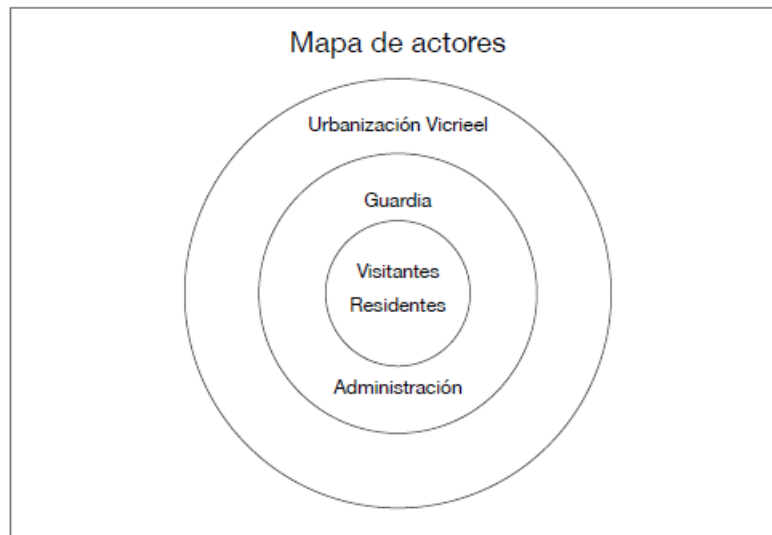 Mapa de actores
Urbanización Vicrieel
Guardia
Visitantes
Residentes
Administración